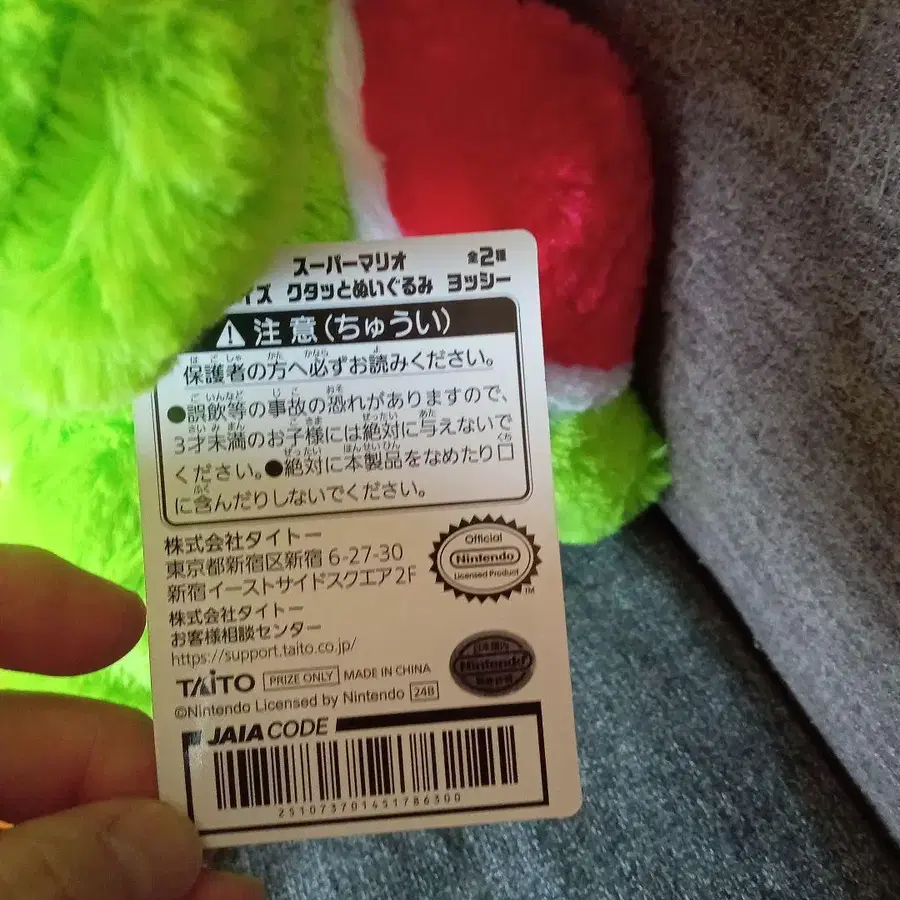 スーパーマリオ 全2種
イズ クタッとぬいぐるみ ヨッシー
注意(ちゅうい)
保護者の方へ必ずお読みください。
●誤飲等の事故の恐れがありますので、
3才未満のお子様には絶対に与えないで
ください。●絶対に本製品をなめたり口
に含んだりしないでください。
株式会社タイトー
東京都新宿区新宿 6-27-30
新宿イーストサイドスクエア 2F
株式会社タイトー
お客様相談センター
https://support.taito.co.jp/
Official
Nintendo
Licensed Product
TM
日本国内
Nintendo
TAITO PRIZE ONLY MADE IN CHINA
©Nintendo Licensed by Nintendo 24B
JAIA CODE
251073701451786300